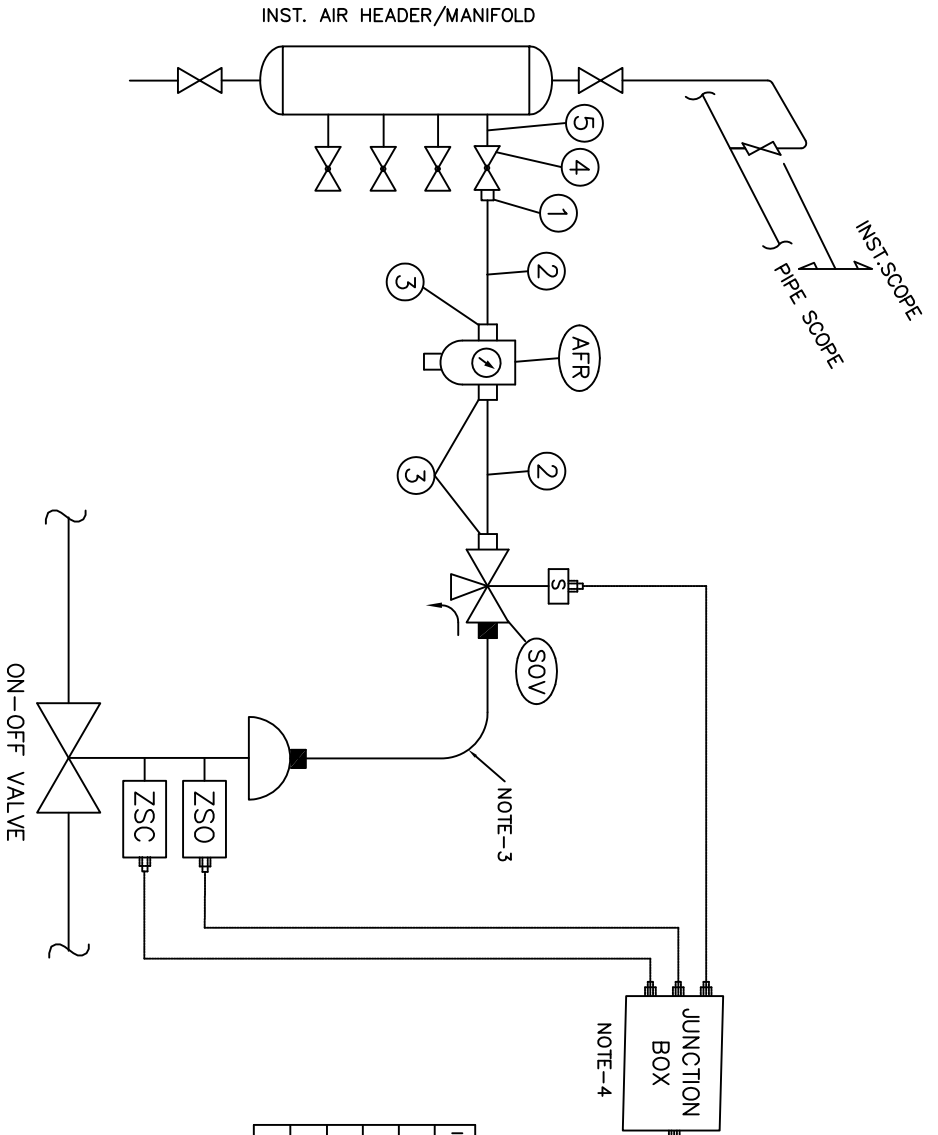 INST. AIR HEADER/MANIFOLD
5
4
1
2
3
AFR
3
2
S
SOV
NOTE-3
INST.SCOPE
PIPE SCOPE
ON-OFF VALVE
ZSC
ZSO
JUNCTION
BOX
NOTE-4